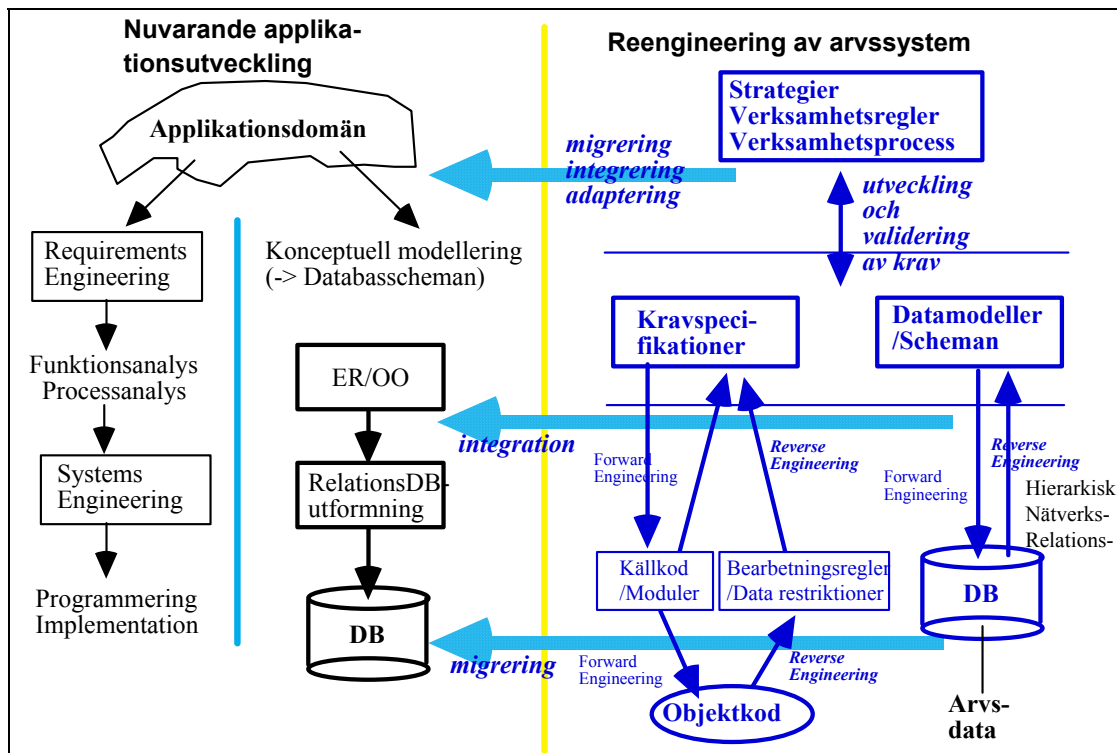 Nuvarande applika-
tionsutveckling
Applikationsdomän
Requirements
Engineering
Konceptuell modellering
(-> Databasscheman)
Funktionsanalys
Processanalys
ER/OO
Systems
Engineering
RelationsDB-
utformning
Programmering
Implementation
DB
Reengineering av arvssystem
Strategier
Verksamhetsregler
Verksamhetsprocess
migrering
integrering
adaptering
utveckling
och
validering
av krav
Kravspeci-
fikationer
Datamodeller
/Scheman
integration
Forward
Engineering
Reverse
Engineering
Forward
Engineering
Reverse
Engineering
Hierarkisk
Nätverks-
Relations-
Källkod
/Moduler
Bearbetningsregler
/Data restriktioner
DB
migrering
Forward
Engineering
Reverse
Engineering
Objektkod
Arvs-
data